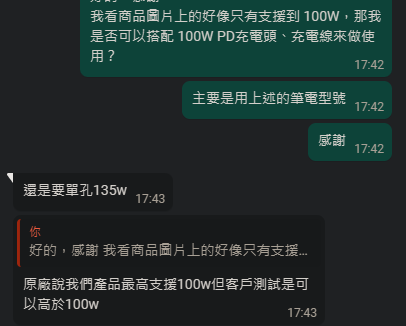 我看商品圖片上的好像只有支援到 100W，那我
是否可以搭配 100W PD充電頭、充電線來做使
用？
17:42
主要是用上述的筆電型號
17:42
感謝
17:42
還是要單孔135w
17:43
你
好的，感謝 我看商品圖片上的好像只有支援...
原廠說我們產品最高支援100w但客戶測試是可
以高於100w
17:43